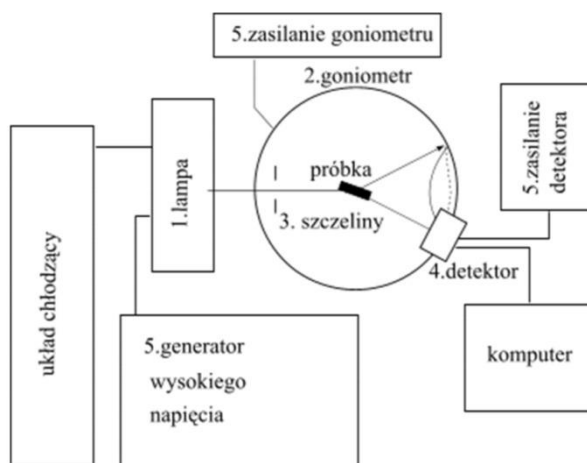 5.zasilanie goniometru
2.goniometr
układ chłodzący
1.lampa
próbka
3. szczeliny
4.detektor
5.zasilanie
detektora
5.generator
wysokiego
napięcia
komputer